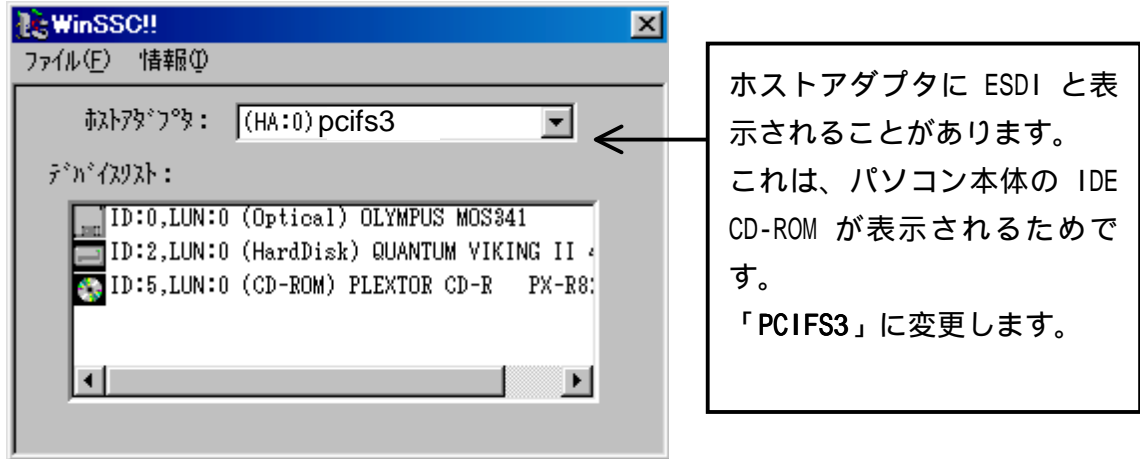 WinSSC!!
ファイル(F) 情報(I)
ﾎｽﾄｱﾀﾞﾌﾟﾀ：
(HA:0) pcifs3
ﾃﾞﾊﾞｲｽﾘｽﾄ：
ID:0,LUN:0 (Optical) OLYMPUS MOS341
ID:2,LUN:0 (HardDisk) QUANTUM VIKING II
ID:5,LUN:0 (CD-ROM) PLEXTOR CD-R PX-R8
ホストアダプタに ESDI と表
示されることがあります。
これは、パソコン本体の IDE
CD-ROM が表示されるためで
す。
「PCIFS3」に変更します。